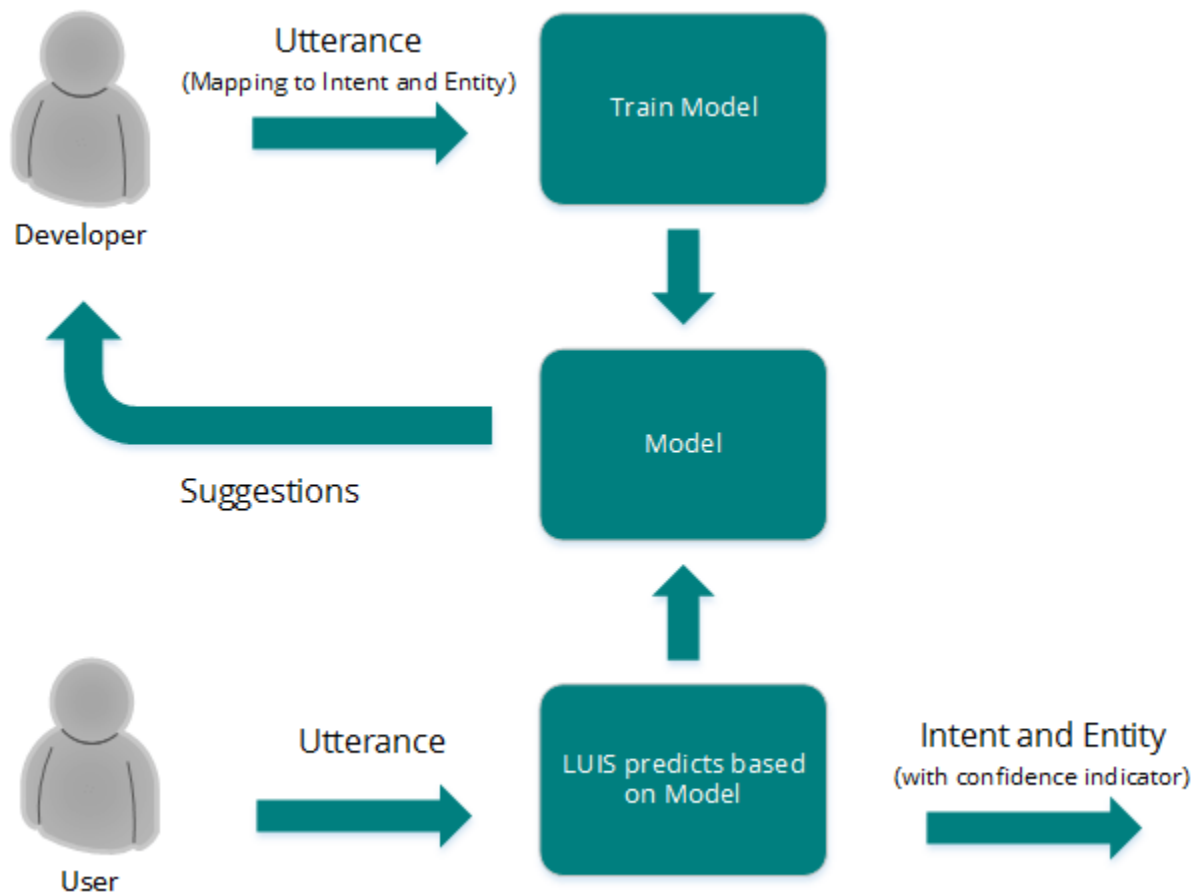 Utterance
(Mapping to Intent and Entity)
Train Model
Developer
Model
Suggestions
Utterance
LUIS predicts based
on Model
Intent and Entity
(with confidence indicator)
User